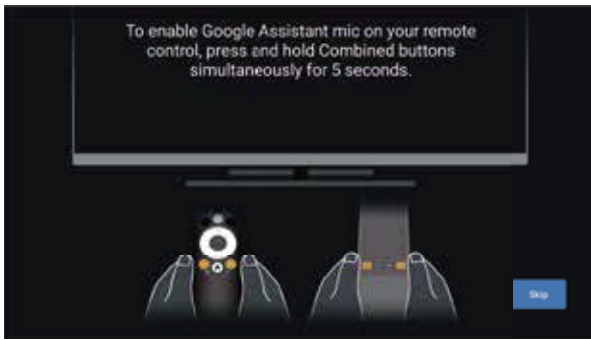 To enable Google Assistant mic on your remote
control, press and hold Combined buttons
simultaneously for 5 seconds.
Skip